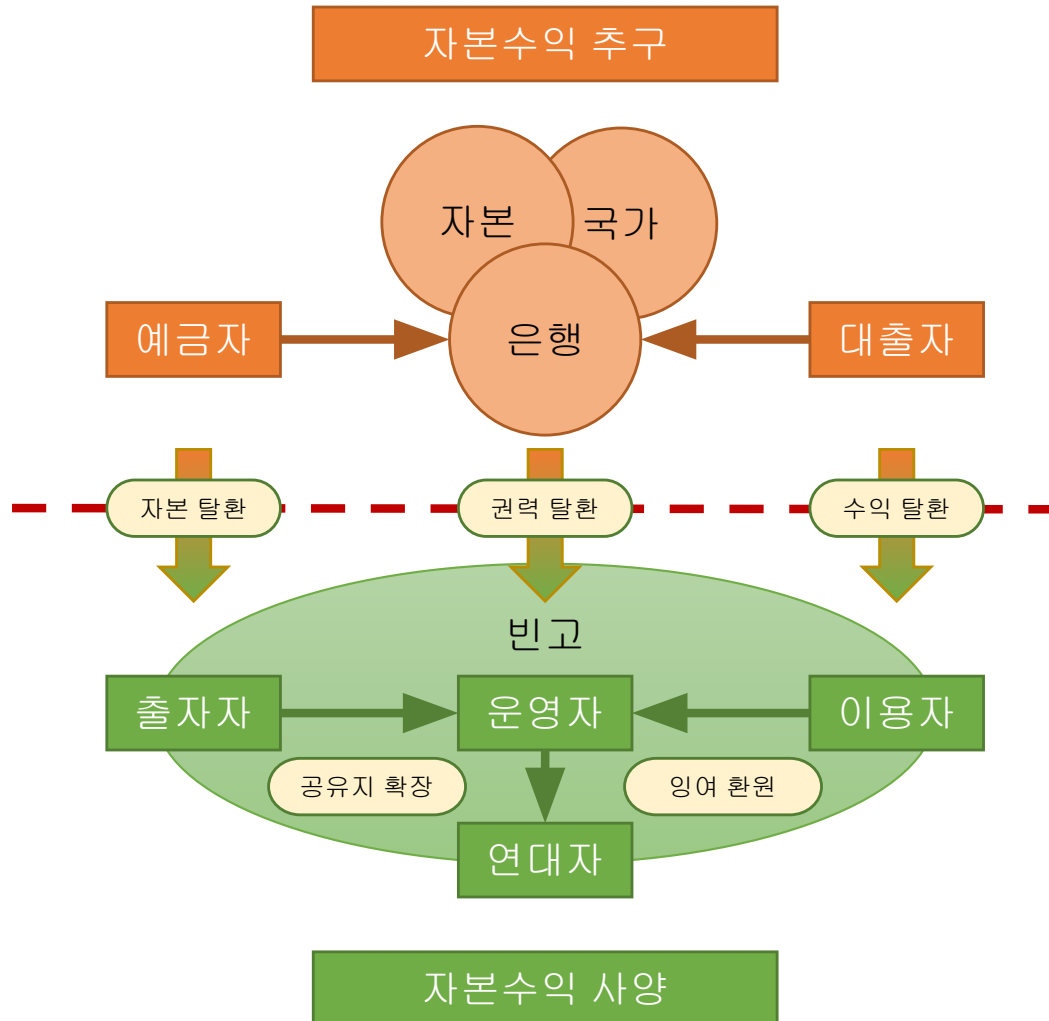 자본수익 추구
자본
국가
예금자
은행
대출자
자본 탈환
권력 탈환
수익 탈환
빈고
출자자
운영자
이용자
공유지 확장
잉여 환원
연대자
자본수익 사양